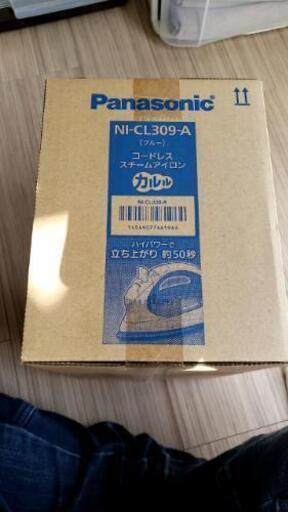 Panasonic
NI-CL309-A
(ブルー)
コードレス
スチームアイロン
カルル
NI-CL309-A
ハイパワーで
立ち上がり 約50秒